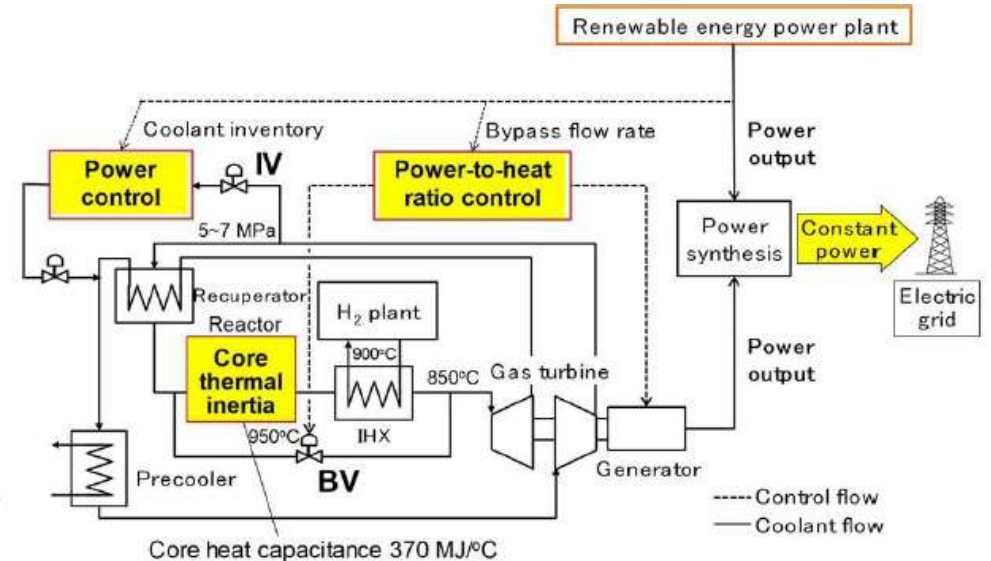 Renewable energy power plant
Coolant inventory
Bypass flow rate
Power
output
Power
control
IV
Power-to-heat
ratio control
5~7 MPa
Power
synthesis
Constant
power
Recuperator
H2 plant
Electric
grid
Reactor
Core
thermal
inertia
900°C
850°C
Gas turbine
Power
output
950°C
IHX
BV
Generator
Precooler
Control flow
Coolant flow
Core heat capacitance 370 MJ/°C